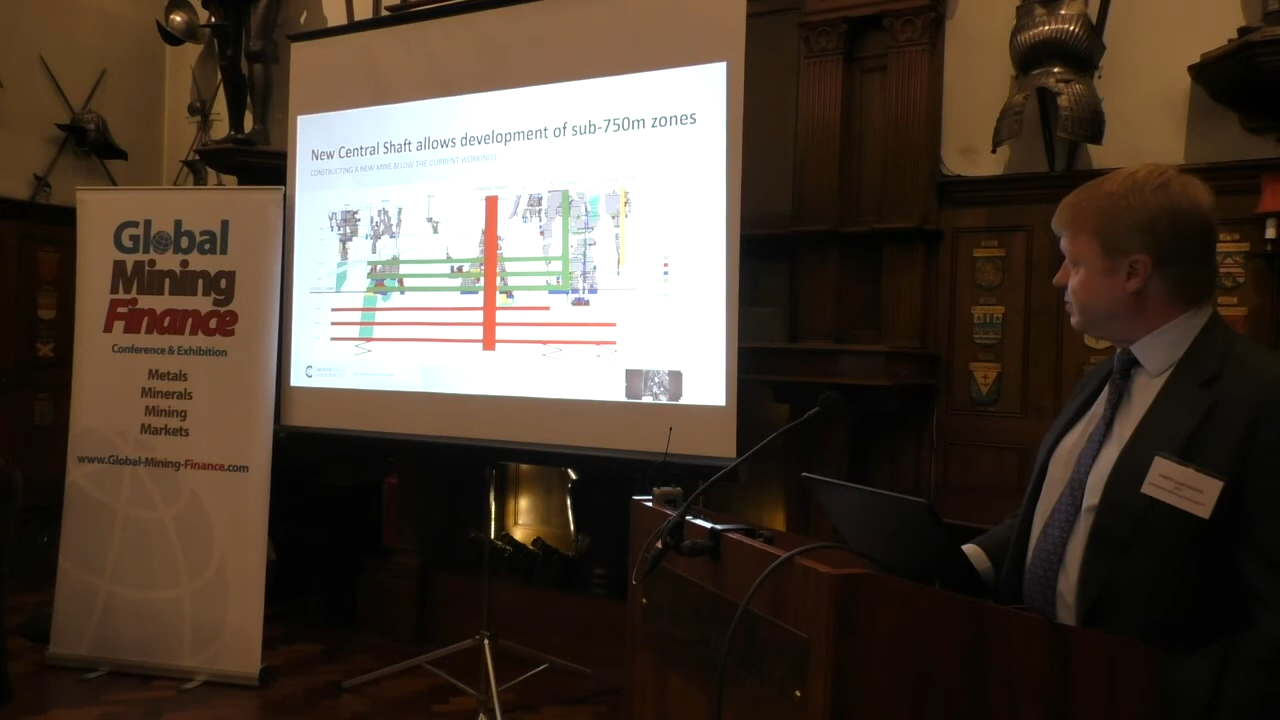 Global
Mining
Finance
Conference & Exhibition
Metals
Minerals
Mining
Markets
www.Global-Mining-Finance.com
New Central Shaft allows development of sub-750m zones
CONSTRUCTING A NEW MINE BELOW THE CURRENT WORKINGS